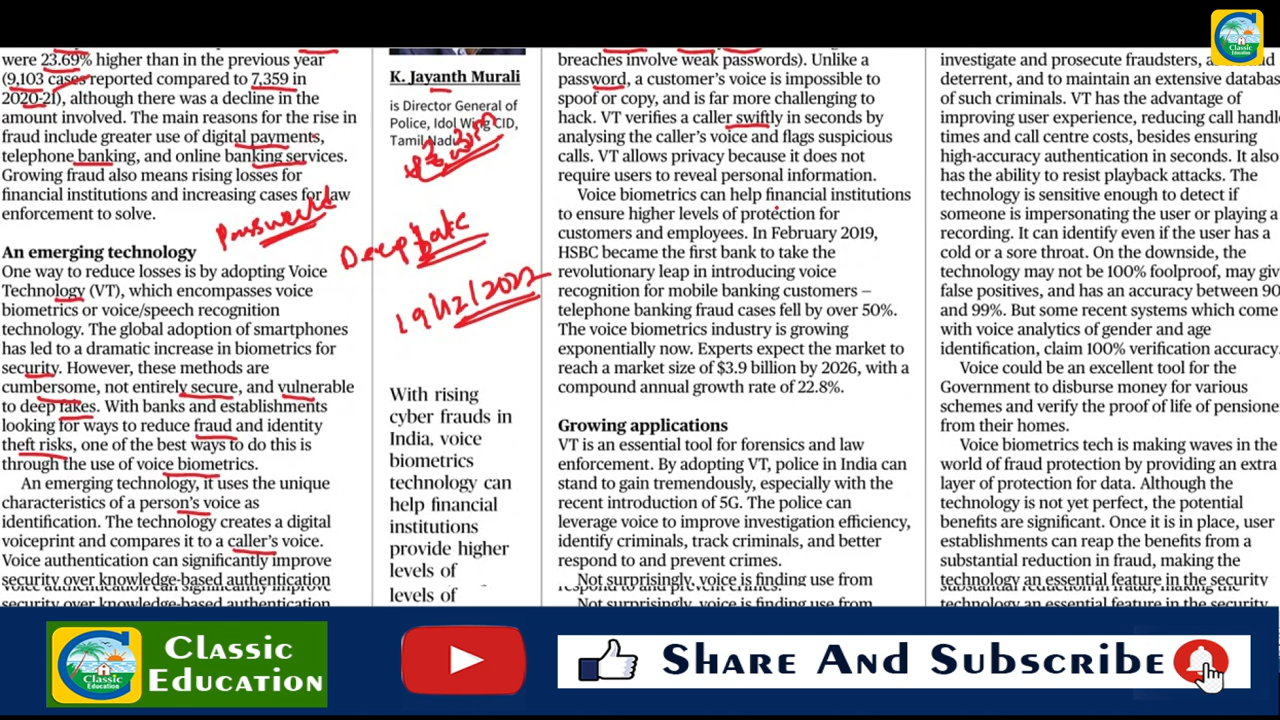 were 23.69% higher than in the previous year
(9,103 cases reported compared to 7,359 in
2020-21), although there was a decline in the
amount involved. The main reasons for the rise in
fraud include greater use of digital payments,
telephone banking, and online banking services.
Growing fraud also means rising losses for
financial institutions and increasing cases for law
enforcement to solve.
Password
An emerging technology
One way to reduce losses is by adopting Voice
Technology (VT), which encompasses voice
biometrics or voice/speech recognition
technology. The global adoption of smartphones
has led to a dramatic increase in biometrics for
security. However, these methods are
cumbersome, not entirely secure, and vulnerable
to deep fakes. With banks and establishments
looking for ways to reduce fraud and identity
theft risks, one of the best ways to do this is
through the use of voice biometrics.
An emerging technology, it uses the unique
characteristics of a person's voice as
identification. The technology creates a digital
voiceprint and compares it to a caller's voice.
Voice authentication can significantly improve
security over knowledge-based authentication
security over knowledge-based authentication
K. Jayanth Murali
is Director General of
Police, Idol Wing CID,
Tamil Nadu
Deepfake
19/12/2022
With rising
cyber frauds in
India, voice
biometrics
technology can
help financial
institutions
provide higher
levels of
levels of
breaches involve weak passwords). Unlike a
password, a customer's voice is impossible to
spoof or copy, and is far more challenging to
hack. VT verifies a caller swiftly in seconds by
analysing the caller's voice and flags suspicious
calls. VT allows privacy because it does not
require users to reveal personal information.
Voice biometrics can help financial institutions
to ensure higher levels of protection for
customers and employees. In February 2019,
HSBC became the first bank to take the
revolutionary leap in introducing voice
recognition for mobile banking customers –
telephone banking fraud cases fell by over 50%.
The voice biometrics industry is growing
exponentially now. Experts expect the market to
reach a market size of $3.9 billion by 2026, with a
compound annual growth rate of 22.8%.
Growing applications
VT is an essential tool for forensics and law
enforcement. By adopting VT, police in India can
stand to gain tremendously, especially with the
recent introduction of 5G. The police can
leverage voice to improve investigation efficiency,
identify criminals, track criminals, and better
respond to and prevent crimes.
Not surprisingly, voice is finding use from
Not surprisingly, voice is finding use from
investigate and prosecute fraudsters, a
deterrent, and to maintain an extensive databas
of such criminals. VT has the advantage of
improving user experience, reducing call handl
times and call centre costs, besides ensuring
high-accuracy authentication in seconds. It also
has the ability to resist playback attacks. The
technology is sensitive enough to detect if
someone is impersonating the user or playing a
recording. It can identify even if the user has a
cold or a sore throat. On the downside, the
technology may not be 100% foolproof, may giv
false positives, and has an accuracy between 90
and 99%. But some recent systems which come
with voice analytics of gender and age
identification, claim 100% verification accuracy.
Voice could be an excellent tool for the
Government to disburse money for various
schemes and verify the proof of life of pensione
from their homes.
Voice biometrics tech is making waves in the
world of fraud protection by providing an extra
layer of protection for data. Although the
technology is not yet perfect, the potential
benefits are significant. Once it is in place, user
establishments can reap the benefits from a
substantial reduction in fraud, making the
technology an essential feature in the security
technology an essential feature in the security
Classic
Education
Classic
Education
Classic
Education
Share And Subscribe